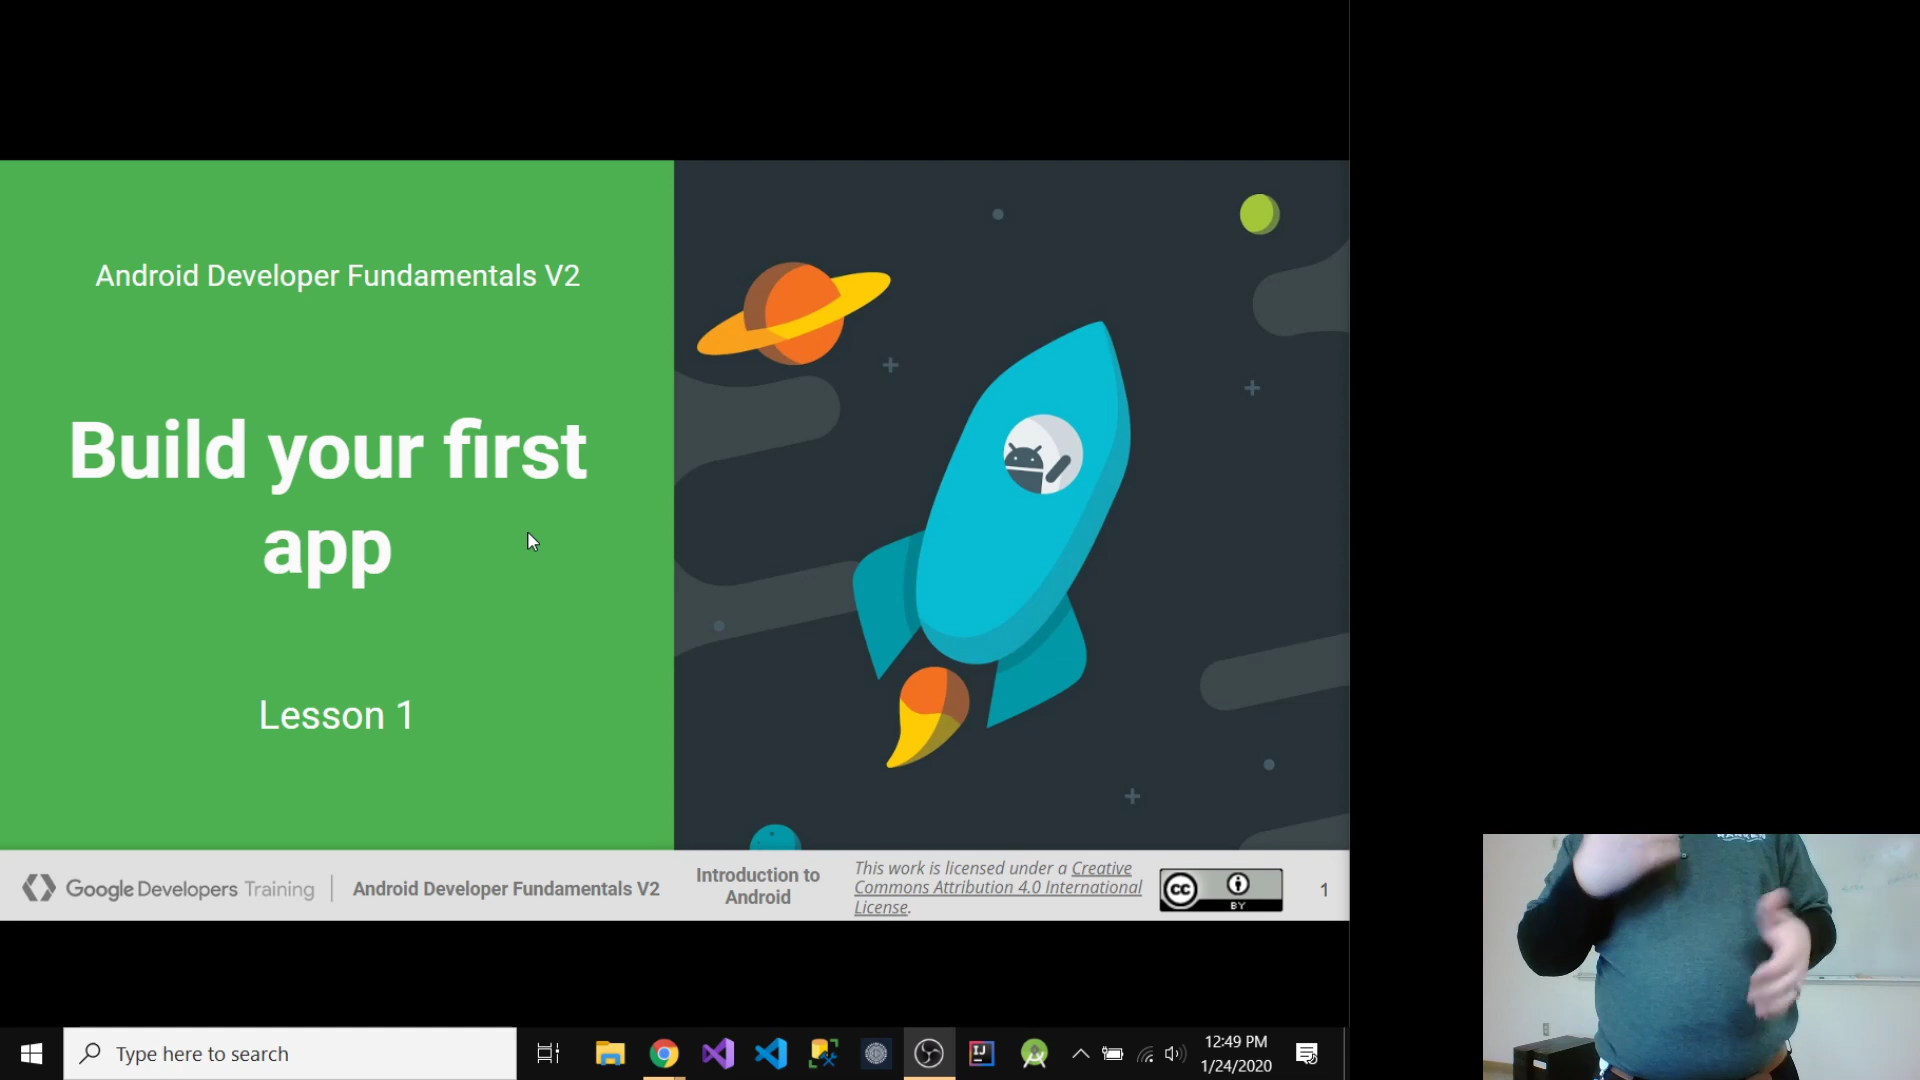 Android Developer Fundamentals V2
Build your first
app
Lesson 1
Google Developers Training
Android Developer Fundamentals V2
Introduction to
Android
This work is licensed under a Creative
Commons Attribution 4.0 International
License.
cc
BY
1
Type here to search
IJ
12:49 PM
1/24/2020